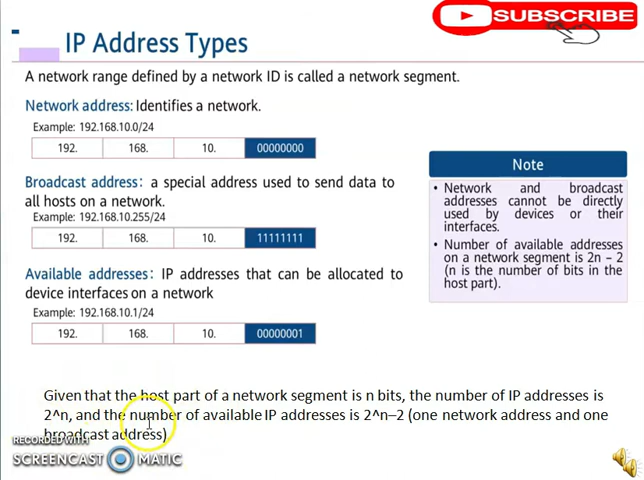 SUBSCRIBE
IP Address Types
A network range defined by a network ID is called a network segment.
Network address: Identifies a network.
Example: 192.168.10.0/24
192. 168. 10. 00000000
Broadcast address: a special address used to send data to
all hosts on a network.
Example: 192.168.10.255/24
192. 168. 10. 11111111
Available addresses: IP addresses that can be allocated to
device interfaces on a network
Example: 192.168.10.1/24
192. 168. 10. 00000001
Note
• Network and broadcast
addresses cannot be directly
used by devices or their
interfaces.
• Number of available addresses
on a network segment is 2n – 2
(n is the number of bits in the
host part).
Given that the host part of a network segment is n bits, the number of IP addresses is
2^n, and the number of available IP addresses is 2^n–2 (one network address and one
broadcast address).
RECORDED WITH
SCREENCAST MATIC